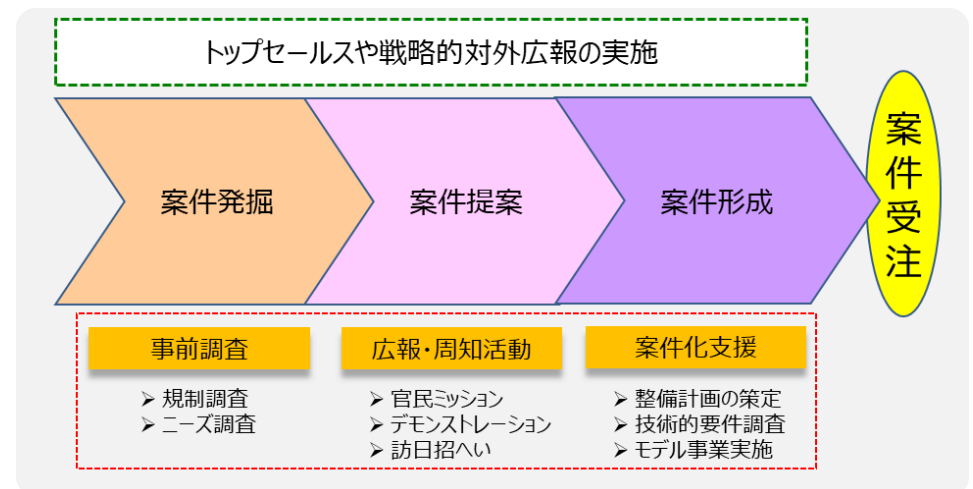 トップセールスや戦略的対外広報の実施
案件発掘
案件提案
案件形成
案件受注
事前調査
➢ 規制調査
➢ ニーズ調査
広報・周知活動
➢ 官民ミッション
➢ デモンストレーション
➢ 訪日招へい
案件化支援
➢ 整備計画の策定
➢ 技術的要件調査
➢ モデル事業実施